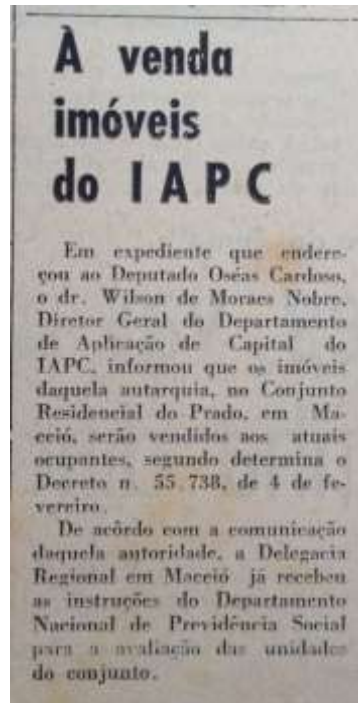 À venda
imóveis
do IAPC
Em expediente que endere-
çou ao Deputado Oséas Cardoso,
o dr. Wilson de Moraes Nobre,
Diretor Geral do Departamento
de Aplicação de Capital do
IAPC, informou que os imóveis
daquela autarquia, no Conjunto
Residencial do Prado, em Ma-
ceió, serão vendidos aos atuais
ocupantes, segundo determina o
Decreto n. 55 738, de 4 de fe-
vereiro.
De acôrdo com a comunicação
daquela autoridade, a Delegacia
Regional em Maceió já recebeu
as instruções do Departamento
Nacional de Previdência Social
para a avaliação das unidades
do conjunto.